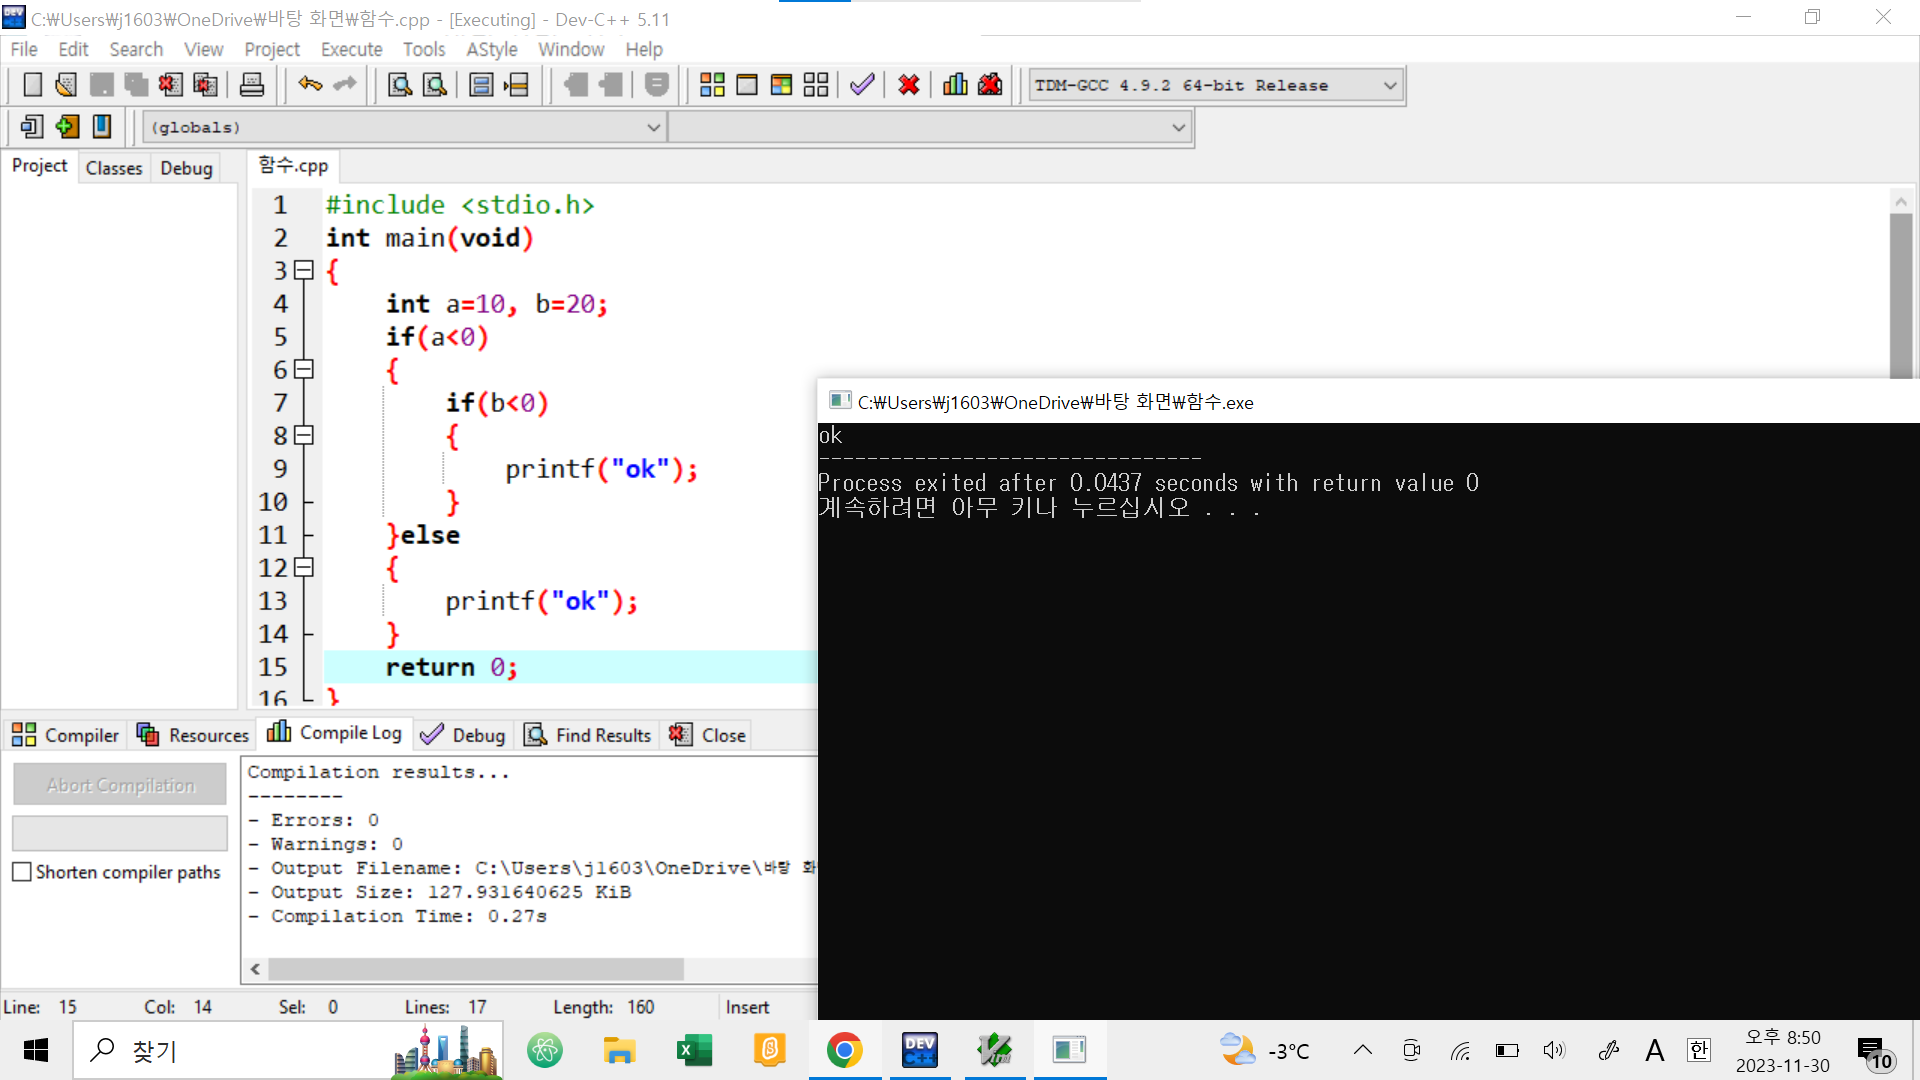 C:₩Users₩j1603₩OneDrive₩바탕 화면₩함수.cpp - [Executing] - Dev-C++ 5.11
File Edit Search View Project Execute Tools AStyle Window Help
TDM-GCC 4.9.2 64-bit Release
(globals)
Project Classes Debug
함수.cpp
1 #include <stdio.h>
2 int main(void)
3 {
4 int a=10, b=20;
5 if(a<0)
6 {
7 if(b<0)
8 {
9 printf("ok");
10 }
11 }else
12 {
13 printf("ok");
14 }
15 return 0;
16 }
C:₩Users₩j1603₩OneDrive₩바탕 화면₩함수.exe
ok
--------------------------------
Process exited after 0.0437 seconds with return value 0
계속하려면 아무 키나 누르십시오 . . .
Compiler Resources Compile Log Debug Find Results Close
Abort Compilation
Shorten compiler paths
Compilation results...
--------
- Errors: 0
- Warnings: 0
- Output Filename: C:\Users\j1603\OneDrive\바탕 화
- Output Size: 127.931640625 KiB
- Compilation Time: 0.27s
Line: 15 Col: 14 Sel: 0 Lines: 17 Length: 160 Insert
찾기
DEV C++
-3°C
A 한
오후 8:50
2023-11-30
10